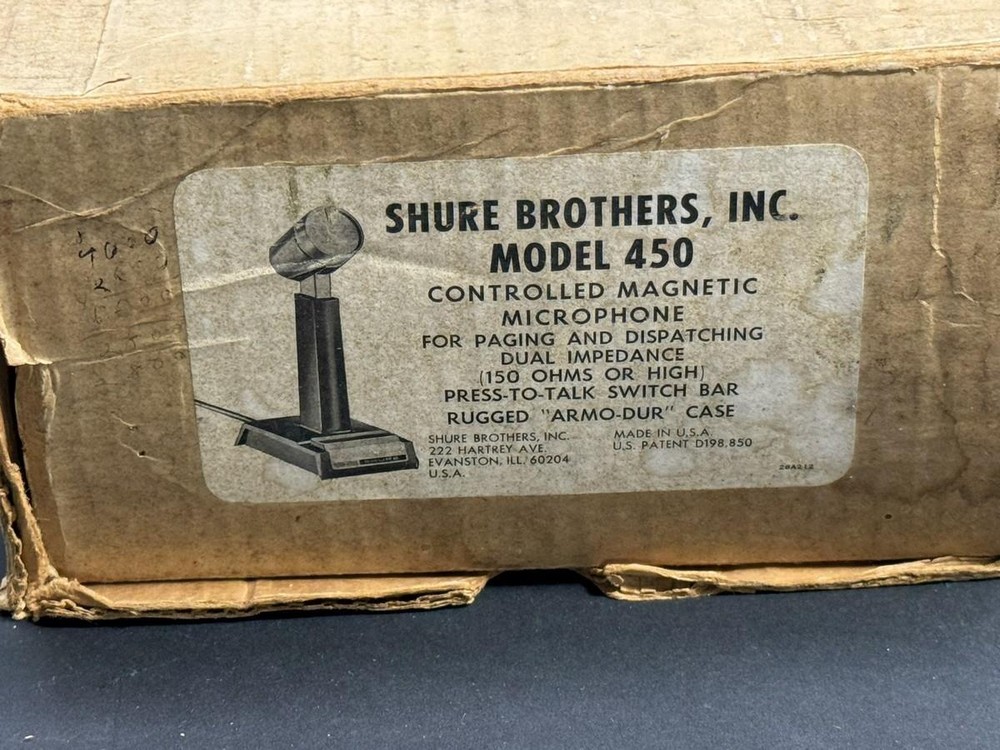 SHURE BROTHERS, INC.
MODEL 450
CONTROLLED MAGNETIC
MICROPHONE
FOR PAGING AND DISPATCHING
DUAL IMPEDANCE
(150 OHMS OR HIGH)
PRESS-TO-TALK SWITCH BAR
RUGGED "ARMO-DUR" CASE
SHURE BROTHERS, INC.
222 HARTREY AVE.
EVANSTON, ILL. 60204
U.S.A.
MADE IN U.S.A.
U.S. PATENT D198,850